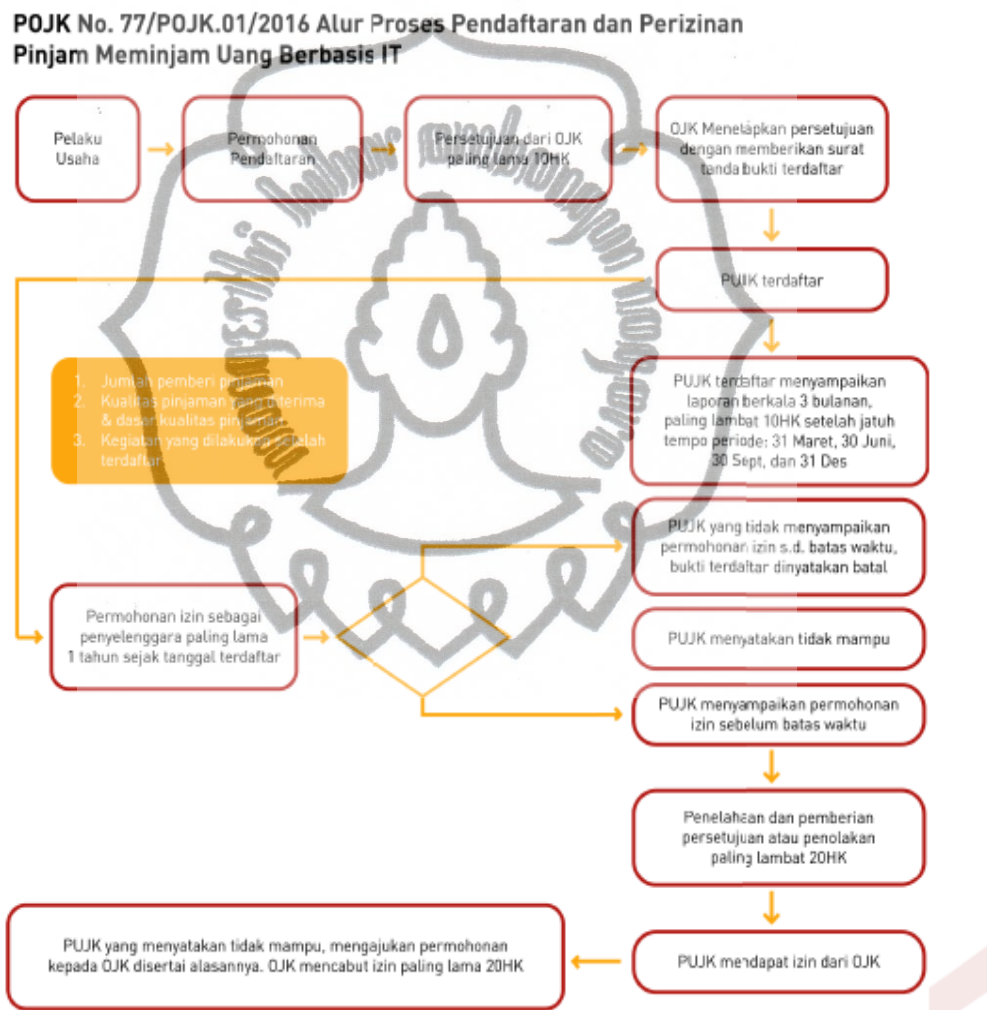 POJK No. 77/POJK.01/2016 Alur Proses Pendaftaran dan Perizinan
Pinjam Meminjam Uang Berbasis IT
Pelaku
Usaha
Permohonan
Pendaftaran
Persetujuan dari OJK
paling lama 10HK
OJK Menetapkan persetujuan
dengan memberikan surat
tanda bukti terdaftar
PUJK terdaftar
1. Jumlah pemberi pinjaman
2. Kualitas pinjaman yang diterima
& dasar kualitas pinjaman
3. Kegiatan yang dilakukan setelah
terdaftar
PUJK terdaftar menyampaikan
laporan berkala 3 bulanan,
paling lambat 10HK setelah jatuh
tempo periode: 31 Maret, 30 Juni,
30 Sept, dan 31 Des
PUJK yang tidak menyampaikan
permohonan izin s.d. batas waktu,
bukti terdaftar dinyatakan batal
Permohonan izin sebagai
penyelenggara paling lama
1 tahun sejak tanggal terdaftar
PUJK menyatakan tidak mampu
PUJK menyampaikan permohonan
izin sebelum batas waktu
Penelahaan dan pemberian
persetujuan atau penolakan
paling lambat 20HK
PUJK yang menyatakan tidak mampu, mengajukan permohonan
kepada OJK disertai alasannya. OJK mencabut izin paling lama 20HK
PUJK mendapat izin dari OJK